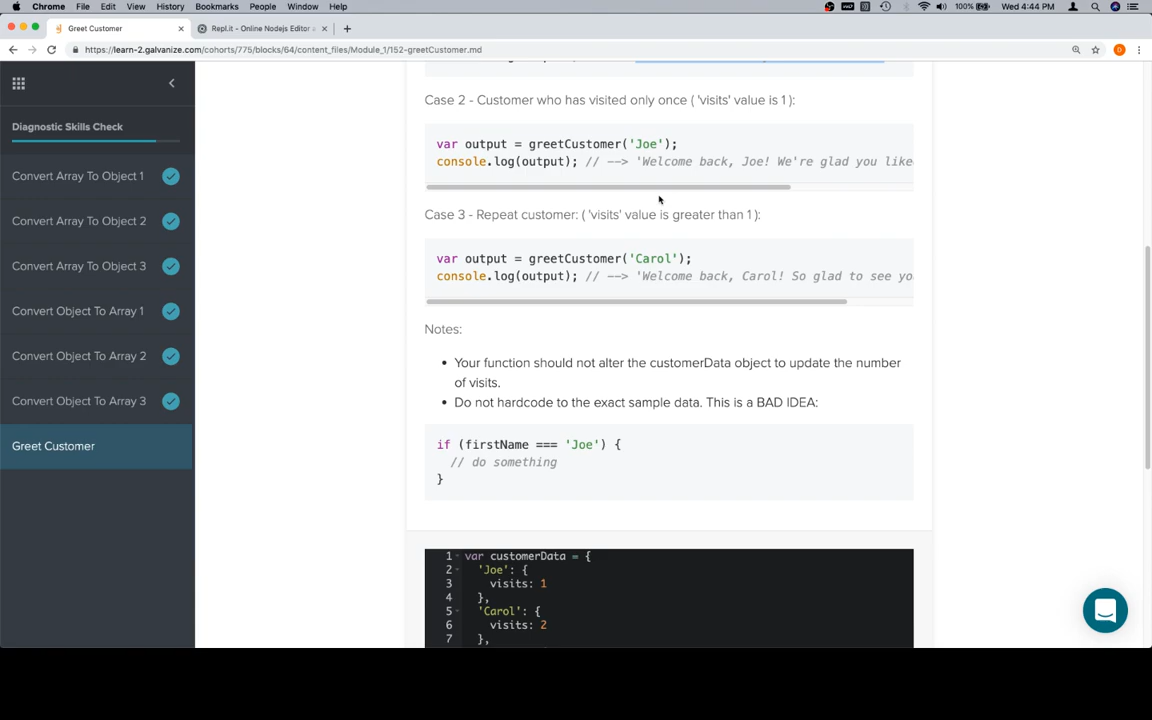 Chrome File Edit View History Bookmarks People Window Help 100% Wed 4:44 PM
Greet Customer
Repl.it - Online Nodejs Editor a
https://learn-2.galvanize.com/cohorts/775/blocks/64/content_files/Module_1/152-greetCustomer.md
D
Diagnostic Skills Check
Convert Array To Object 1
Convert Array To Object 2
Convert Array To Object 3
Convert Object To Array 1
Convert Object To Array 2
Convert Object To Array 3
Greet Customer
Case 2 - Customer who has visited only once ( 'visits' value is 1 ):
var output = greetCustomer('Joe');
console.log(output); // --> 'Welcome back, Joe! We're glad you like
Case 3 - Repeat customer: ( 'visits' value is greater than 1 ):
var output = greetCustomer('Carol');
console.log(output); // --> 'Welcome back, Carol! So glad to see yo
Notes:
• Your function should not alter the customerData object to update the number
of visits.
• Do not hardcode to the exact sample data. This is a BAD IDEA:
if (firstName === 'Joe') {
// do something
}
1 var customerData = {
2 'Joe': {
3 visits: 1
4 },
5 'Carol': {
6 visits: 2
7 },